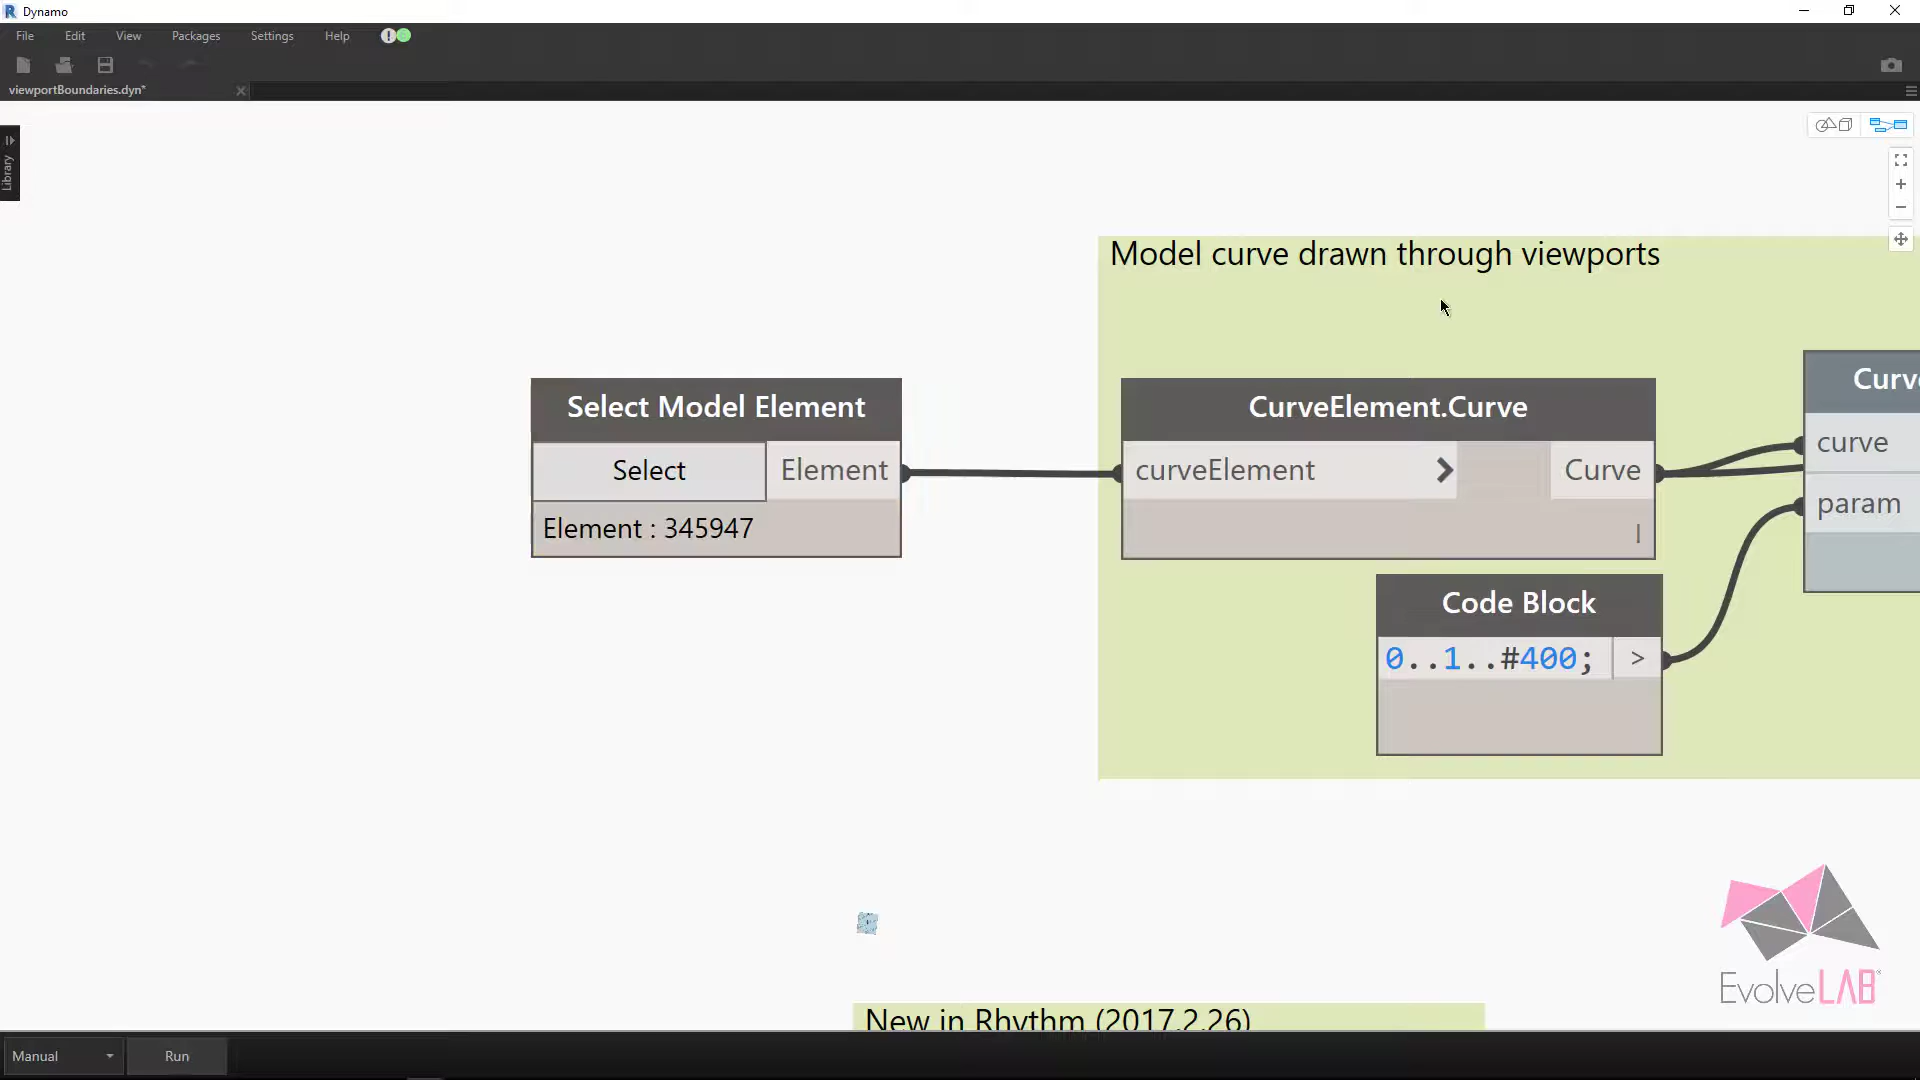 Dynamo
File Edit View Packages Settings Help
viewportBoundaries.dyn*
Library
Model curve drawn through viewports
Select Model Element
Select Element
Element : 345947
CurveElement.Curve
curveElement > Curve
Code Block
0..1..#400; >
Curve
curve
param
EvolveLAB
New in Rhythm (2017.2.26)
Manual Run